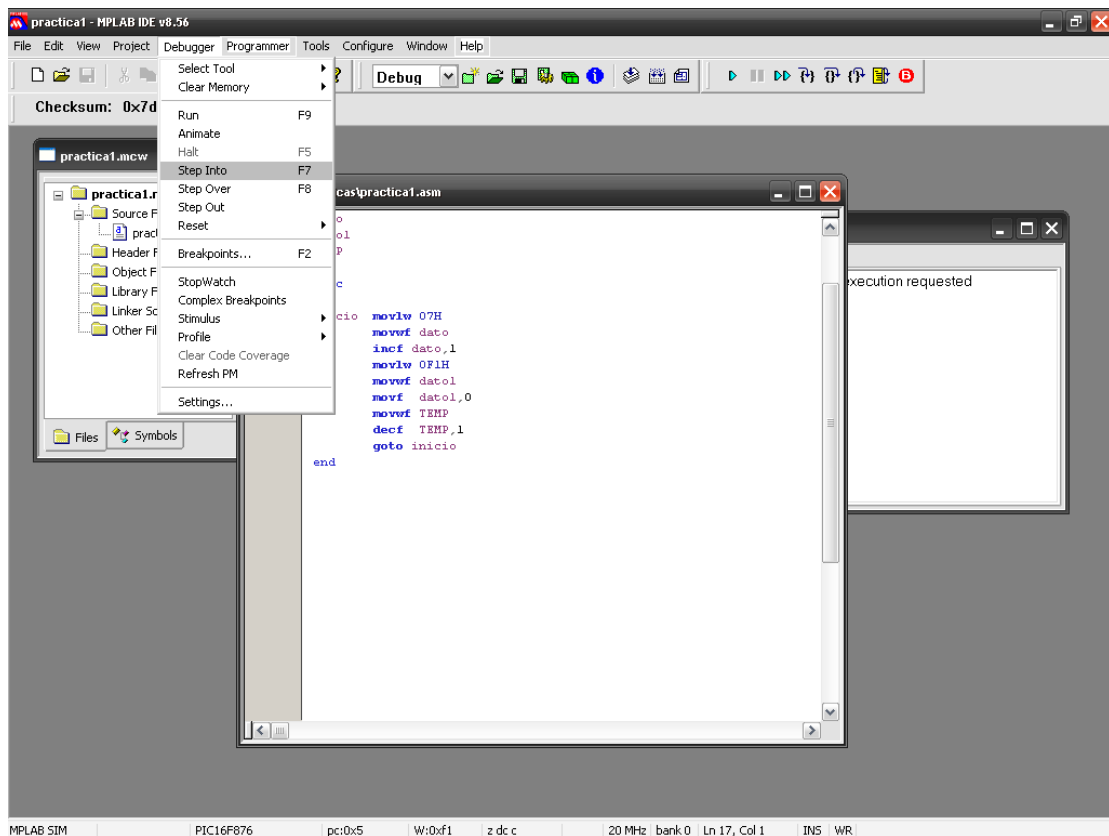 practica1 - MPLAB IDE v8.56
File Edit View Project Debugger Programmer Tools Configure Window Help
Debug
Checksum: 0x7d
Select Tool
Clear Memory
Run F9
Animate
Halt F5
Step Into F7
Step Over F8
Step Out
Reset
Breakpoints... F2
StopWatch
Complex Breakpoints
Stimulus
Profile
Clear Code Coverage
Refresh PM
Settings...
practica1.mcw
practica1.
Source F
prac
Header F
Object F
Library F
Linker Sc
Other Fil
Files Symbols
cas\practica1.asm
o
ol
P
c
cio movlw 07H
movwf dato
incf dato,1
movlw 0F1H
movwf dato1
movf dato1,0
movwf TEMP
decf TEMP,1
goto inicio
end
execution requested
MPLAB SIM PIC16F876 pc:0x5 W:0xf1 z dc c 20 MHz bank 0 Ln 17, Col 1 INS WR